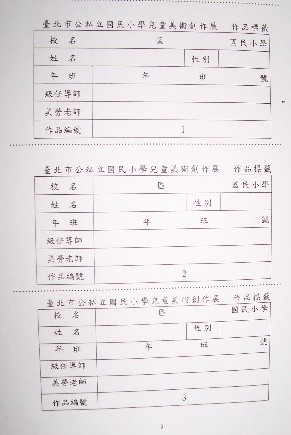 臺北市公私立國民小學兒童美術創作展 作品標籤
校 名 區 國民小學
姓 名 性別
年 班 年 班 號
級任導師
美勞老師
作品編號 1
臺北市公私立國民小學兒童美術創作展 作品標籤
校 名 區 國民小學
姓 名 性別
年 班 年 班 號
級任導師
美勞老師
作品編號 2
臺北市公私立國民小學兒童美術創作展 作品標籤
校 名 區 國民小學
姓 名 性別
年 班 年 班 號
級任導師
美勞老師
作品編號 3